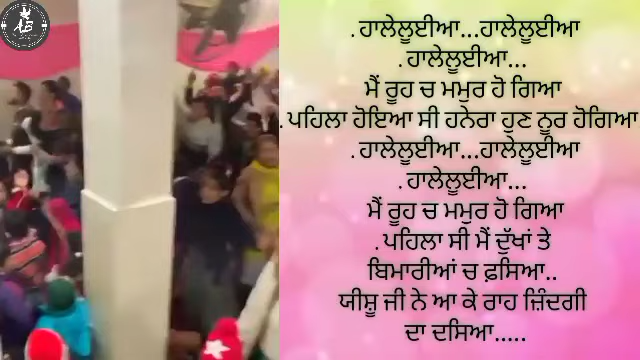 . ਹਾਲੇਲੂਈਆ...ਹਾਲੇਲੂਈਆ
. ਹਾਲੇਲੂਈਆ...
ਮੈਂ ਰੂਹ ਚ ਮਮੁਰ ਹੋ ਗਿਆ
. ਪਹਿਲਾ ਹੋਇਆ ਸੀ ਹਨੇਰਾ ਹੁਣ ਨੂਰ ਹੋਗਿਆ
. ਹਾਲੇਲੂਈਆ...ਹਾਲੇਲੂਈਆ
. ਹਾਲੇਲੂਈਆ...
ਮੈਂ ਰੂਹ ਚ ਮਮੁਰ ਹੋ ਗਿਆ
. ਪਹਿਲਾ ਸੀ ਮੈਂ ਦੁੱਖਾਂ ਤੇ
ਬਿਮਾਰੀਆਂ ਚ ਫ਼ਸਿਆ..
ਯੀਸ਼ੂ ਜੀ ਨੇ ਆ ਕੇ ਰਾਹ ਜ਼ਿੰਦਗੀ
ਦਾ ਦਸਿਆ.....